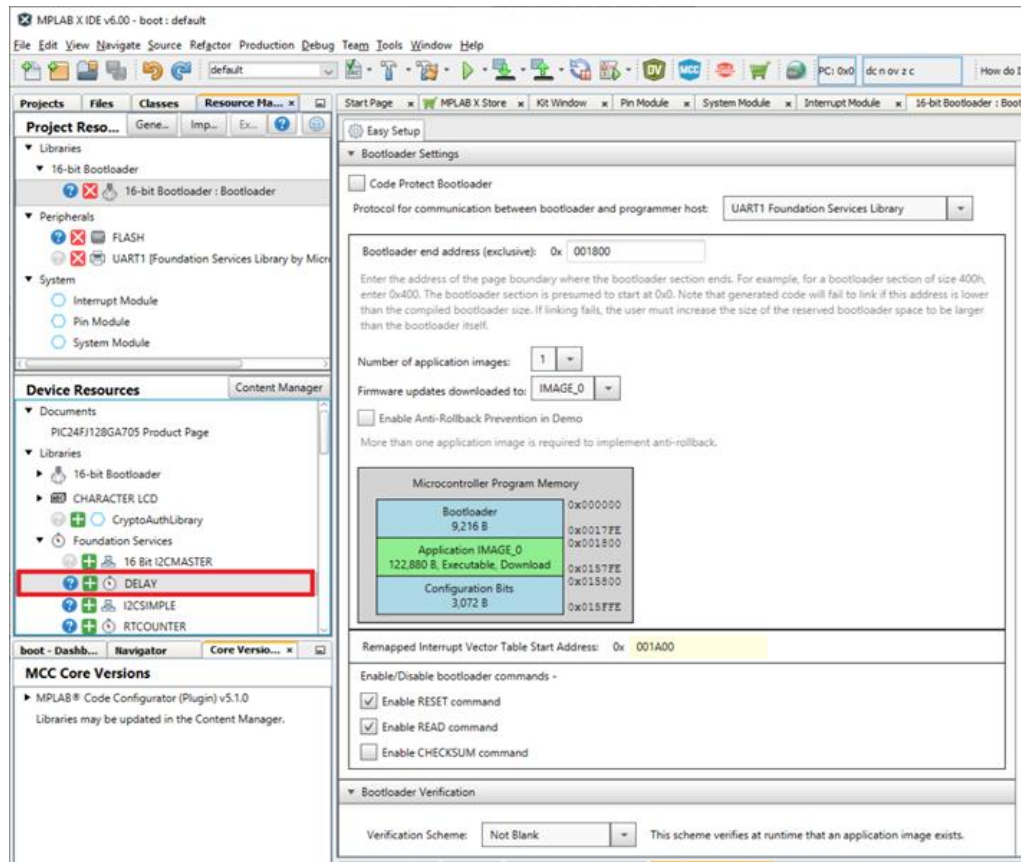 MPLAB X IDE v6.00 - boot : default
File Edit View Navigate Source Refactor Production Debug Team Tools Window Help
default
DV
MCC
PC: 0x0
dc n ov z c
How do I
Projects Files Classes Resource Ma... x
Project Reso... Gene... Imp... Ex...
Libraries
16-bit Bootloader
16-bit Bootloader : Bootloader
Peripherals
FLASH
UART1 [Foundation Services Library by Micr
System
Interrupt Module
Pin Module
System Module
Device Resources Content Manager
Documents
PIC24FJ128GA705 Product Page
Libraries
16-bit Bootloader
CHARACTER LCD
CryptoAuthLibrary
Foundation Services
16 Bit I2CMASTER
DELAY
I2CSIMPLE
RTCOUNTER
boot - Dashb... Navigator Core Versio... x
MCC Core Versions
MPLAB® Code Configurator (Plugin) v5.1.0
Libraries may be updated in the Content Manager.
Start Page x MPLAB X Store x Kit Window x Pin Module x System Module x Interrupt Module x 16-bit Bootloader : Boot
Easy Setup
Bootloader Settings
Code Protect Bootloader
Protocol for communication between bootloader and programmer host: UART1 Foundation Services Library
Bootloader end address (exclusive): 0x 001800
Enter the address of the page boundary where the bootloader section ends. For example, for a bootloader section of size 400h,
enter 0x400. The bootloader section is presumed to start at 0x0. Note that generated code will fail to link if this address is lower
than the compiled bootloader size. If linking fails, the user must increase the size of the reserved bootloader space to be larger
than the bootloader itself.
Number of application images: 1
Firmware updates downloaded to: IMAGE_0
Enable Anti-Rollback Prevention in Demo
More than one application image is required to implement anti-rollback.
Microcontroller Program Memory
Bootloader
9,216 B
0x000000
0x0017FE
Application IMAGE_0
122,880 B, Executable, Download
0x001800
0x0157FE
Configuration Bits
3,072 B
0x015800
0x015FFE
Remapped Interrupt Vector Table Start Address: 0x 001A00
Enable/Disable bootloader commands -
Enable RESET command
Enable READ command
Enable CHECKSUM command
Bootloader Verification
Verification Scheme: Not Blank This scheme verifies at runtime that an application image exists.